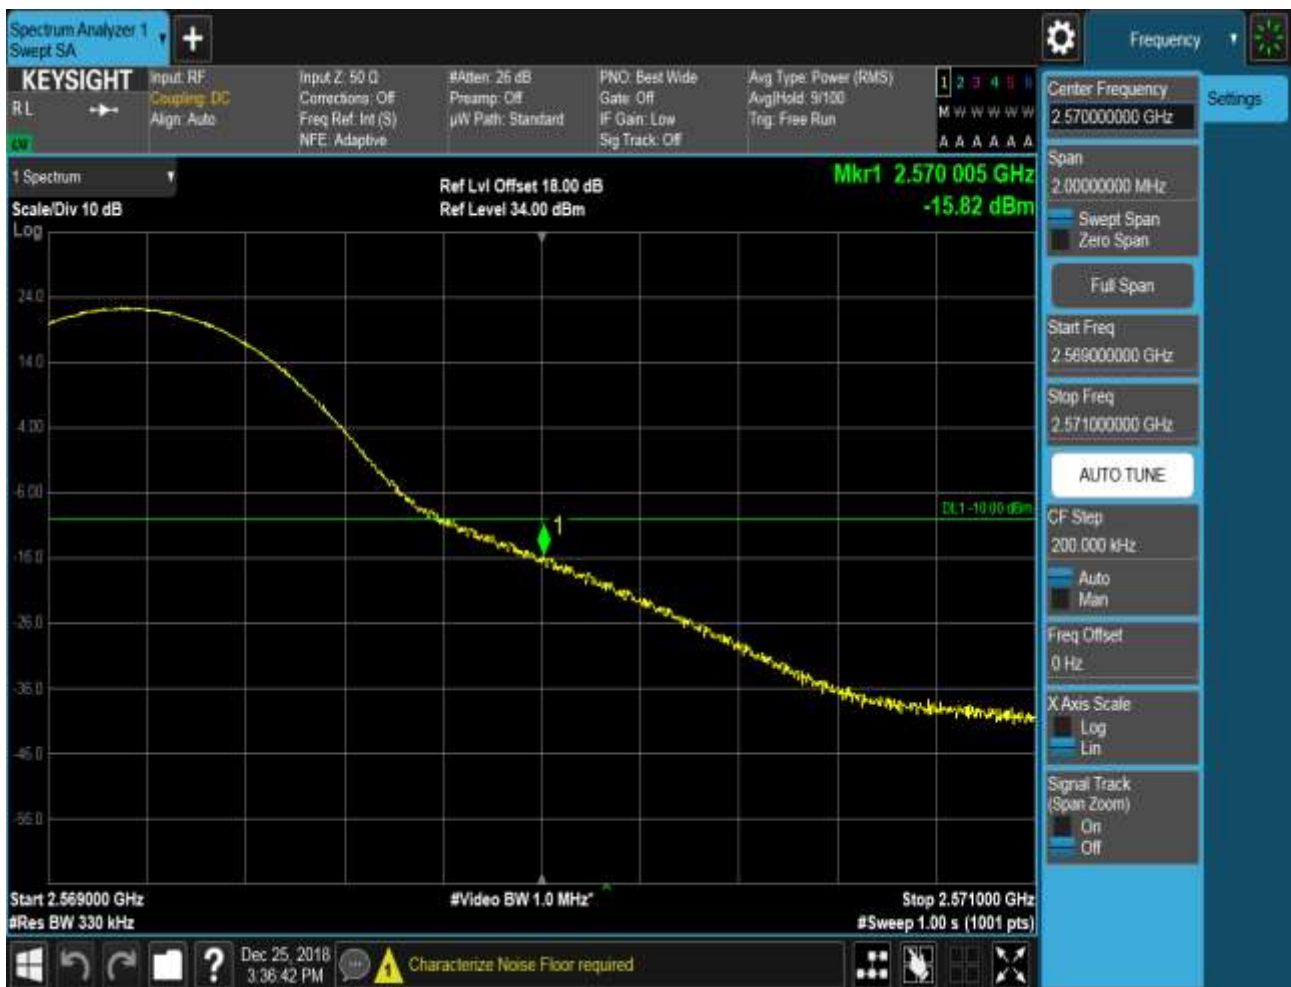 Spectrum Analyzer 1
Swept SA
+
Frequency
KEYSIGHT
RL
Input: RF
Coupling: DC
Align: Auto
Input Z: 50 Ω
Corrections: Off
Freq Ref: Int (S)
NFE: Adaptive
#Atten: 26 dB
Preamp: Off
µW Path: Standard
PNO: Best Wide
Gate: Off
IF Gain: Low
Sig Track: Off
Avg Type: Power (RMS)
Avg|Hold: 9/100
Trig: Free Run
1 2 3 4 5 6
M W W W W W
A A A A A A
1 Spectrum
Scale/Div 10 dB
Log
Ref Lvl Offset 18.00 dB
Ref Level 34.00 dBm
Mkr1 2.570 005 GHz
-15.82 dBm
24.0
14.0
4.00
-6.00
-16.0
-26.0
-36.0
-46.0
-56.0
DL1 -10.00 dBm
1
Start 2.569000 GHz
#Res BW 330 kHz
#Video BW 1.0 MHz*
Stop 2.571000 GHz
#Sweep 1.00 s (1001 pts)
Center Frequency
2.570000000 GHz
Settings
Span
2.00000000 MHz
Swept Span
Zero Span
Full Span
Start Freq
2.569000000 GHz
Stop Freq
2.571000000 GHz
AUTO TUNE
CF Step
200.000 kHz
Auto
Man
Freq Offset
0 Hz
X Axis Scale
Log
Lin
Signal Track
(Span Zoom)
On
Off
?
Dec 25, 2018
3:36:42 PM
1
Characterize Noise Floor required